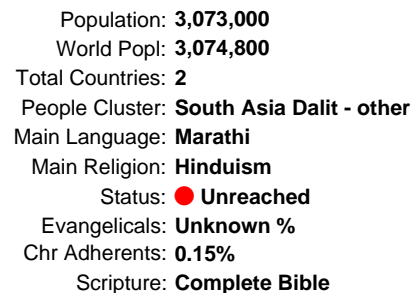 Population: 3,073,000
World Popl: 3,074,800
Total Countries: 2
People Cluster: South Asia Dalit - other
Main Language: Marathi
Main Religion: Hinduism
Status: Unreached
Evangelicals: Unknown %
Chr Adherents: 0.15%
Scripture: Complete Bible